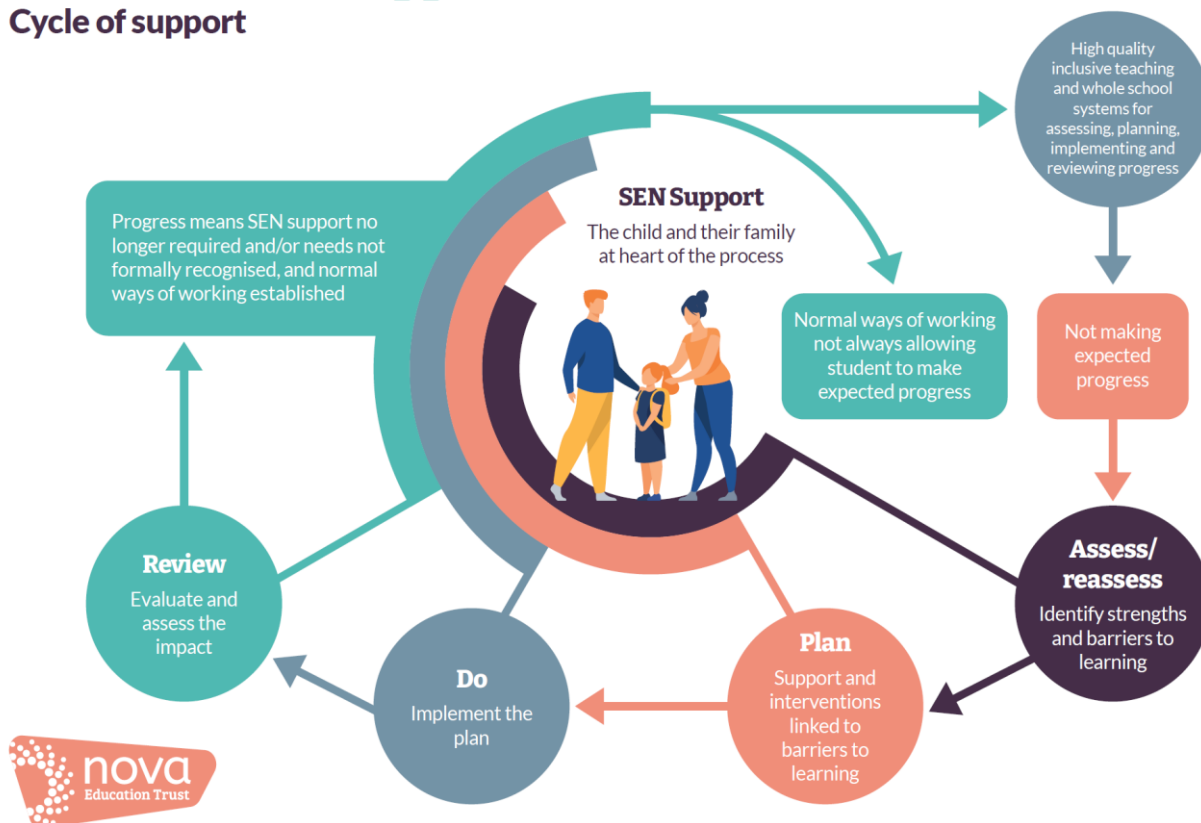 Cycle of support
High quality
inclusive teaching
and whole school
systems for
assessing, planning,
implementing and
reviewing progress
SEN Support
The child and their family
at heart of the process
Progress means SEN support no
longer required and/or needs not
formally recognised, and normal
ways of working established
Normal ways of working
not always allowing
student to make
expected progress
Not making
expected
progress
Assess/
reassess
Identify strengths
and barriers to
learning
Plan
Support and
interventions
linked to
barriers to
learning
Do
Implement the
plan
Review
Evaluate and
assess the
impact
nova
Education Trust